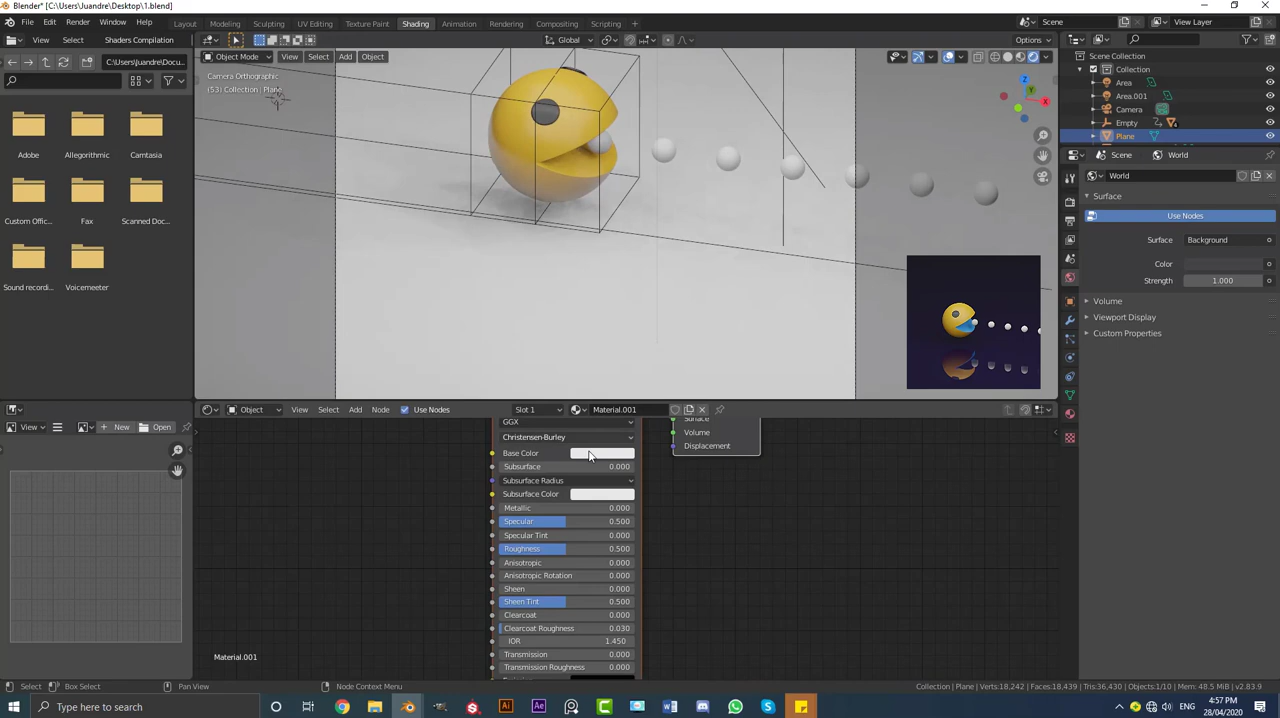 Blender* [C:\Users\Juandre\Desktop\1.blend]
File Edit Render Window Help Layout Modeling Sculpting UV Editing Texture Paint Shading Animation Rendering Compositing Scripting Scene View Layer
View Select Shaders Compilation Global Options
C:\Users\Juandre\Docu... Object Mode View Select Add Object Scene Collection
Camera Orthographic
(53) Collection | Plane
Collection
Area
Area.001
Camera
Empty
Plane
Adobe Allegorithmic Camtasia
Custom Offic... Fax Scanned Doc...
Sound recordi... Voicemeeter
Z
Y
X
Scene World
World
Surface
Use Nodes
Surface Background
Color
Strength 1.000
Volume
Viewport Display
Custom Properties
View New Open
Object View Select Add Node Use Nodes Slot 1 Material.001
GGX
Christensen-Burley
Base Color
Subsurface 0.000
Subsurface Radius
Subsurface Color
Metallic 0.000
Specular 0.500
Specular Tint 0.000
Roughness 0.500
Anisotropic 0.000
Anisotropic Rotation 0.000
Sheen 0.000
Sheen Tint 0.500
Clearcoat 0.000
Clearcoat Roughness 0.030
IOR 1.450
Transmission 0.000
Transmission Roughness 0.000
Volume
Displacement
Material.001
Select Box Select Pan View Node Context Menu Collection | Plane | Verts:18,242 | Faces:18,439 | Tris:36,430 | Objects:1/10 | Mem: 48.5 MiB | v2.83.9
Type here to search
4:57 PM
28/04/2020